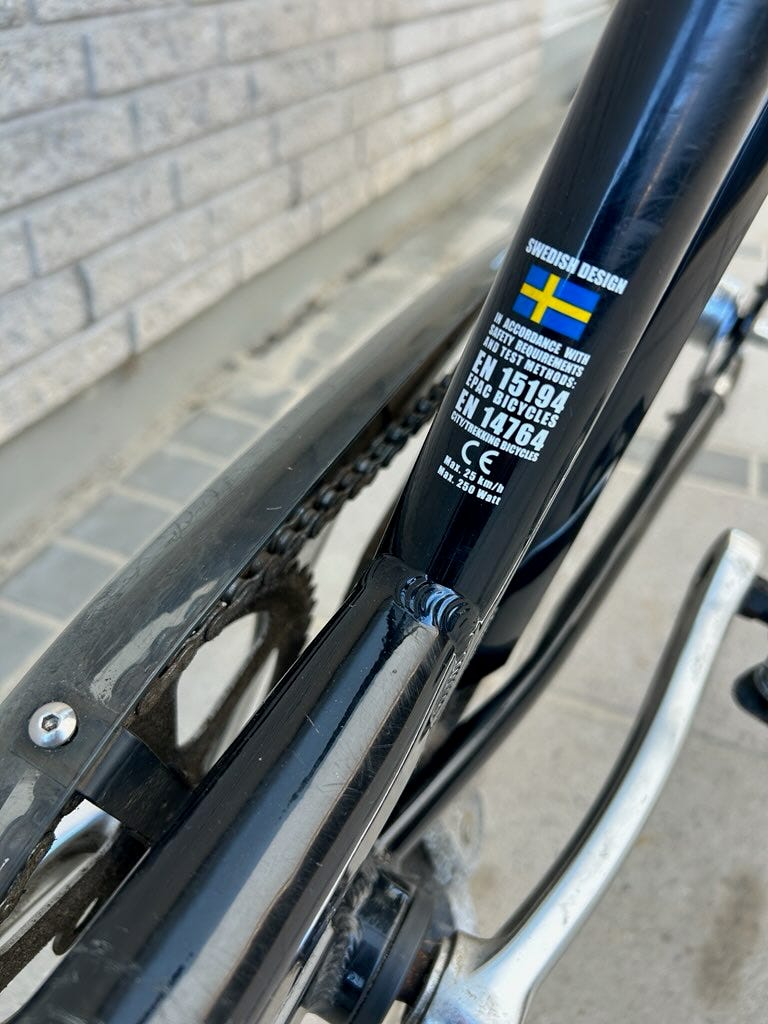 SWEDISH DESIGN
IN ACCORDANCE WITH
SAFETY REQUIREMENTS
AND TEST METHODS:
EN 15194
EPAC BICYCLES
EN 14764
CITY/TREKKING BICYCLES
CE
Max. 25 km/h
Max. 250 Watt